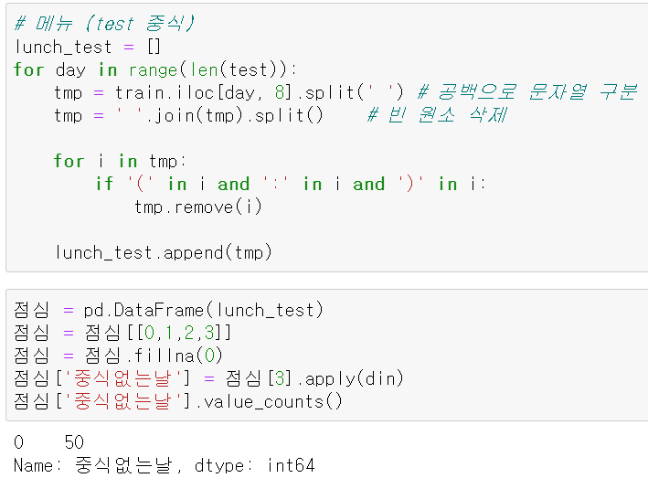 # 메뉴 (test 중식)
lunch_test = []
for day in range(len(test)):
    tmp = train.iloc[day, 8].split(' ') # 공백으로 문자열 구분
    tmp = ' '.join(tmp).split()    # 빈 원소 삭제

    for i in tmp:
        if '(' in i and ':' in i and ')' in i:
            tmp.remove(i)

    lunch_test.append(tmp)

점심 = pd.DataFrame(lunch_test)
점심 = 점심[[0,1,2,3]]
점심 = 점심.fillna(0)
점심['중식없는날'] = 점심[3].apply(din)
점심['중식없는날'].value_counts()

0    50
Name: 중식없는날, dtype: int64